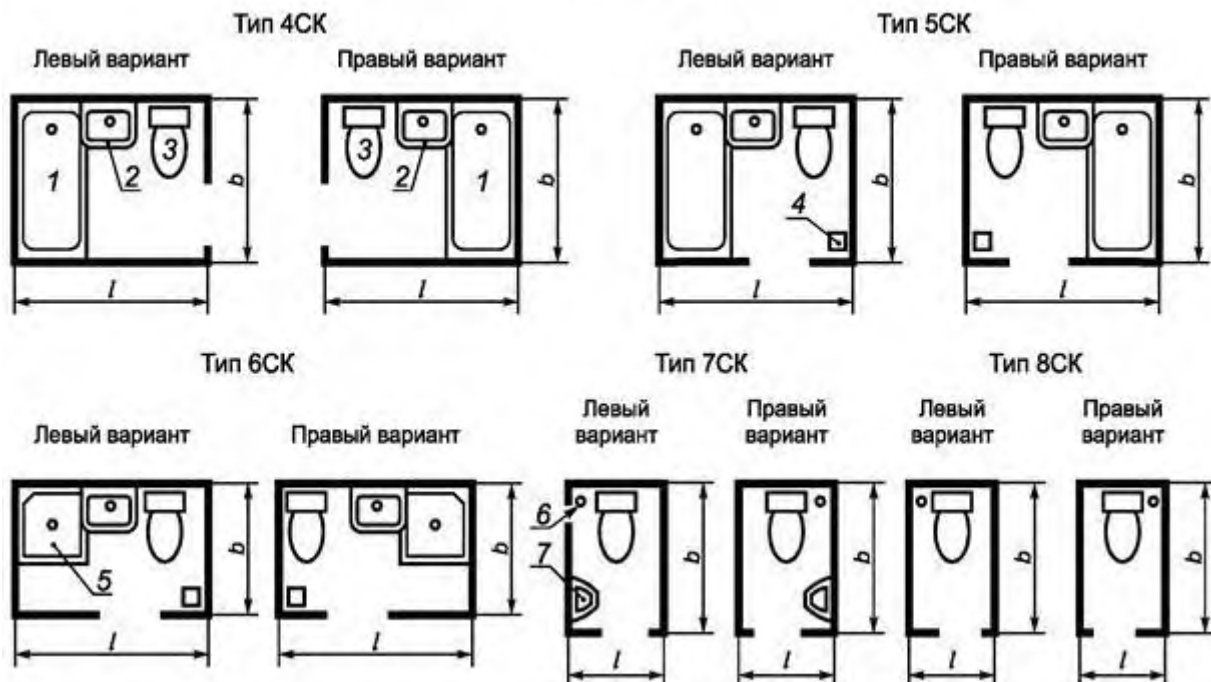 Тип 4СК
Тип 5СК
Левый вариант
Правый вариант
Левый вариант
Правый вариант
1
2
3
b
3
2
1
b
4
b
b
l
l
l
l
Тип 6СК
Тип 7СК
Тип 8СК
Левый вариант
Правый вариант
Левый
вариант
Правый
вариант
Левый
вариант
Правый
вариант
5
b
b
6
7
b
b
b
b
l
l
l
l
l
l